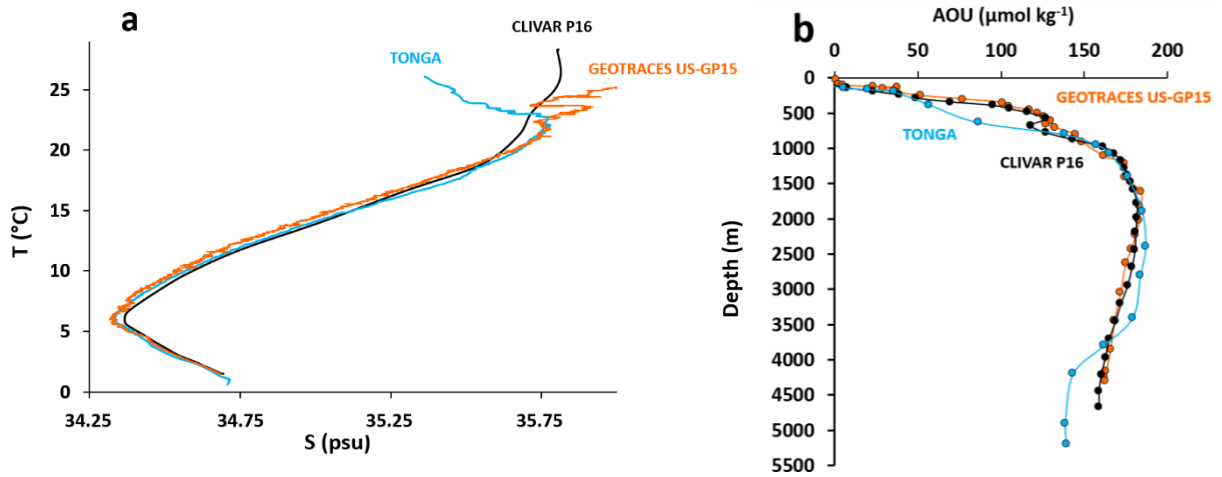 a
CLIVAR P16
TONGA
GEOTRACES US-GP15
T (°C)
25
20
15
10
5
0
34.25 34.75 35.25 35.75
S (psu)
b
AOU (µmol kg⁻¹)
0 50 100 150 200
GEOTRACES US-GP15
TONGA
CLIVAR P16
Depth (m)
0
500
1000
1500
2000
2500
3000
3500
4000
4500
5000
5500